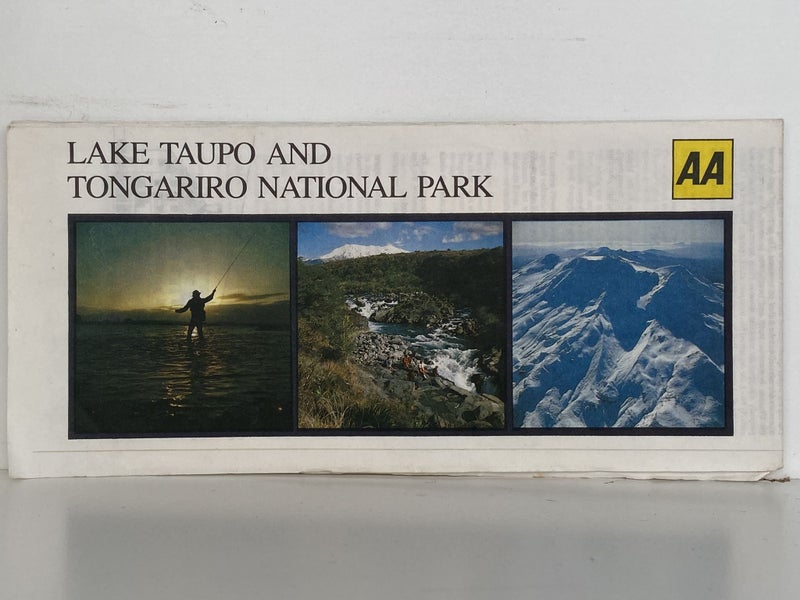 LAKE TAUPO AND
TONGARIRO NATIONAL PARK
AA